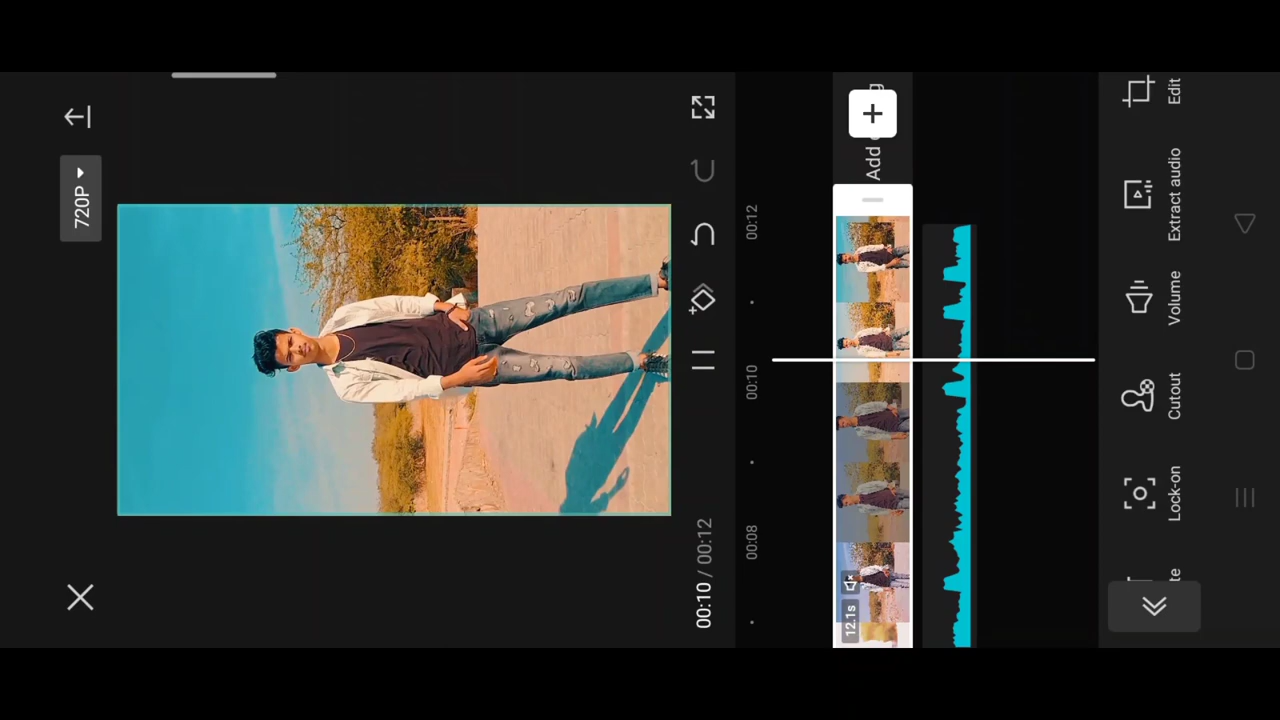 720P
00:10 / 00:12
00:08
00:10
00:12
12.1s
Add
Lock-on
Cutout
Volume
Extract audio
Edit